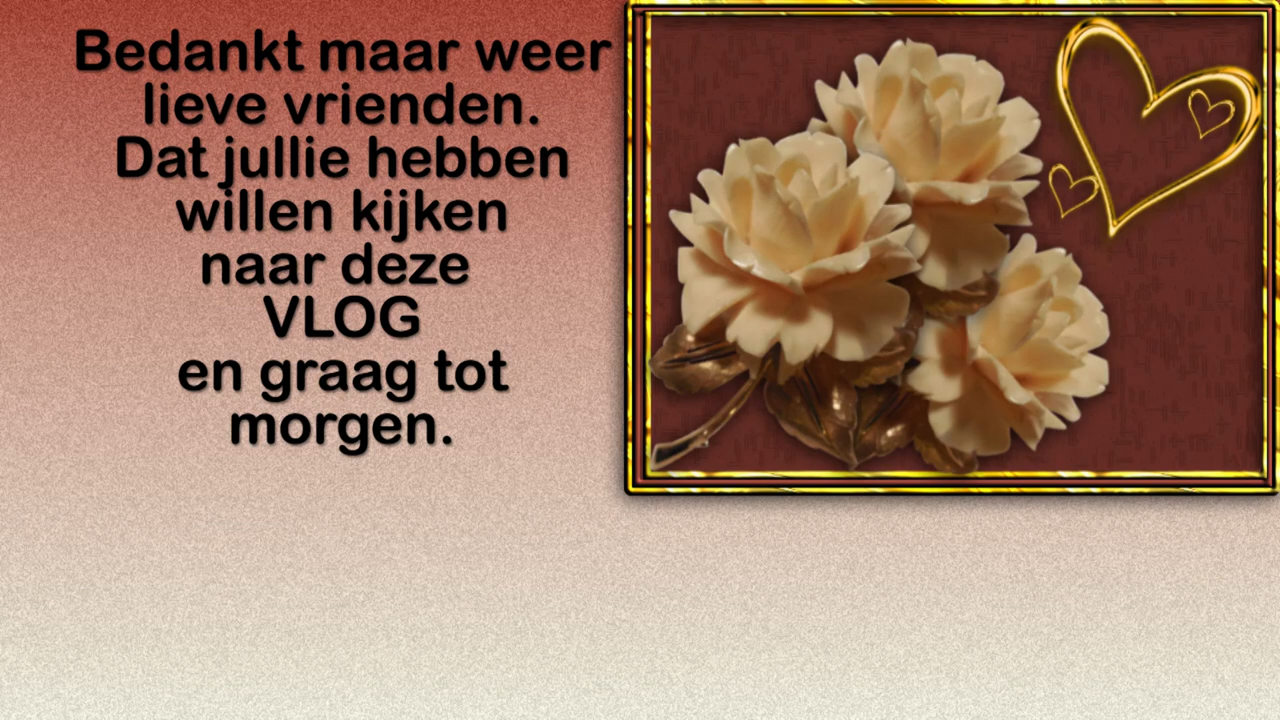 Bedankt maar weer
lieve vrienden.
Dat jullie hebben
willen kijken
naar deze
VLOG
en graag tot
morgen.